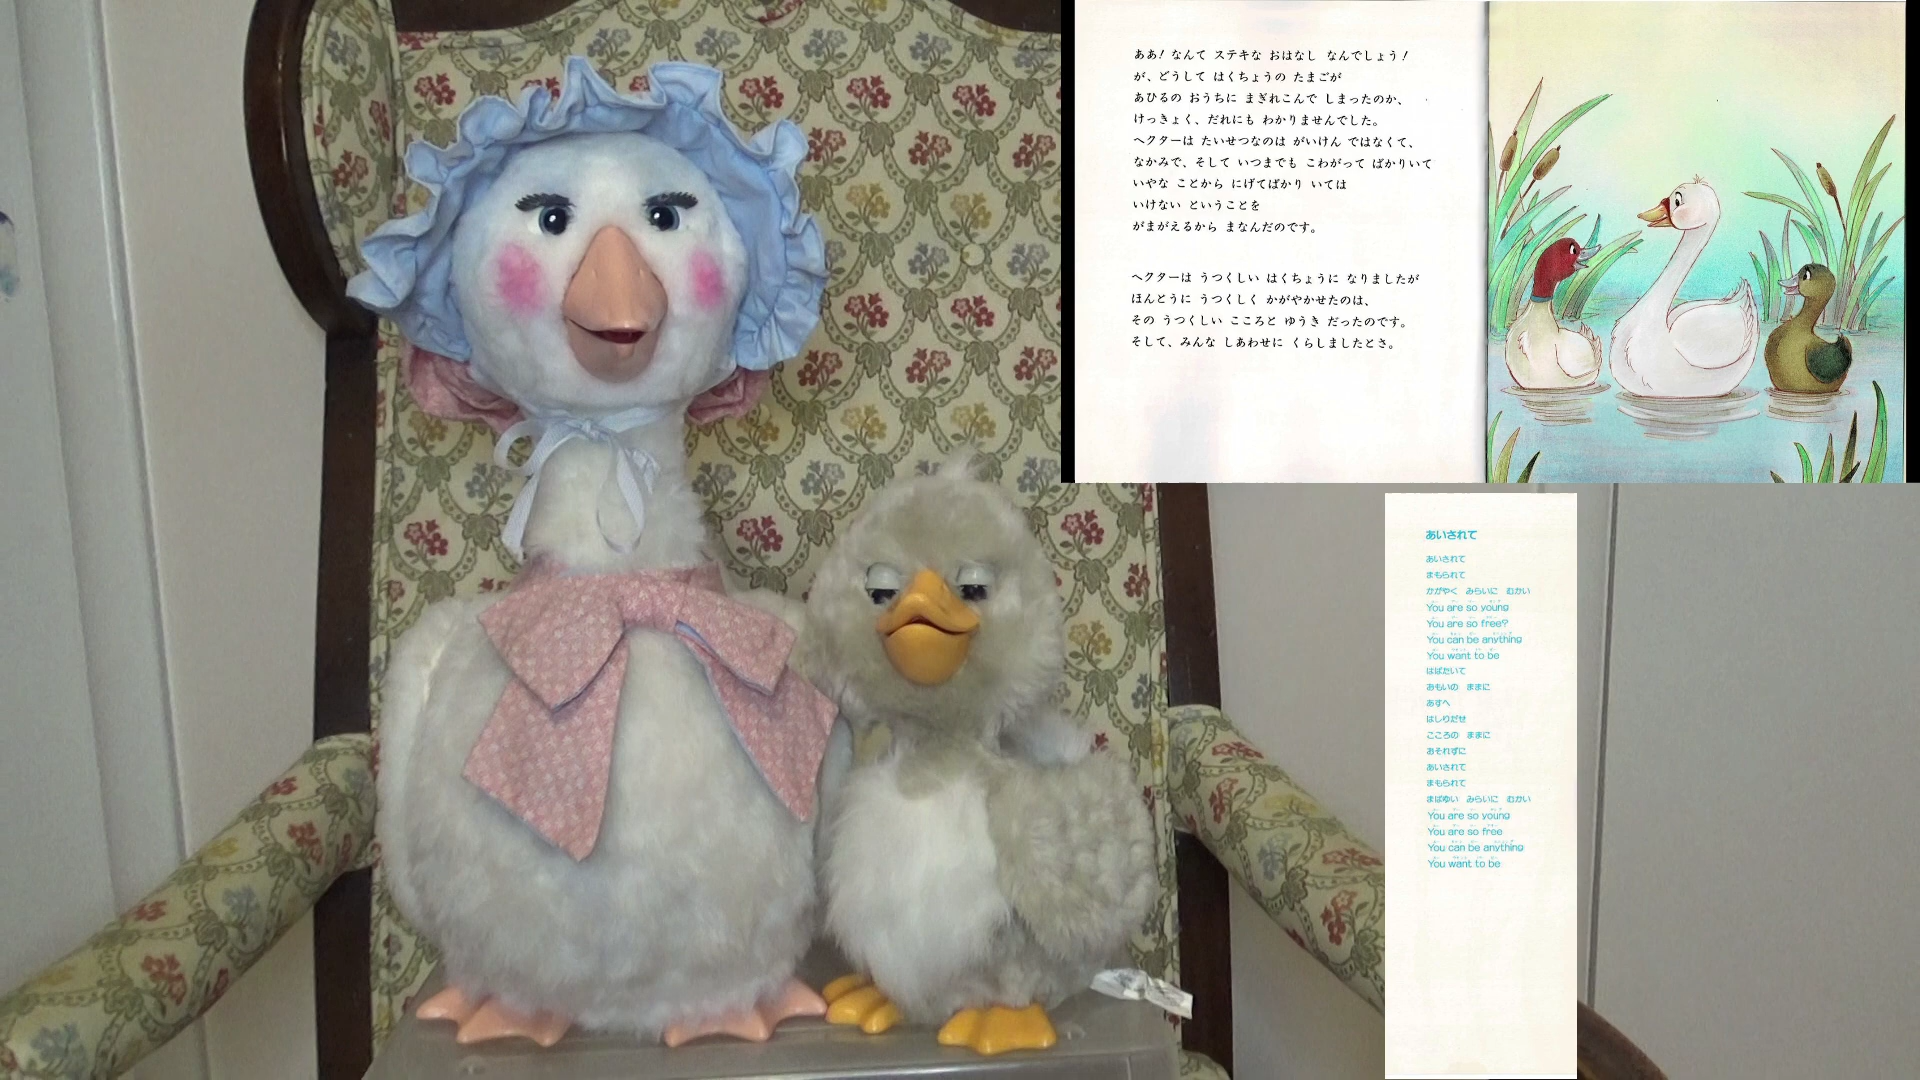 ああ! なんて ステキな おはなし なんでしょう!
が、どうして はくちょうの たまごが
あひるの おうちに まぎれこんで しまったのか、
けっきょく、だれにも わかりませんでした。
ヘクターは たいせつなのは がいけん ではなくて、
なかみで、そして いつまでも こわがって ばかりいて
いやな ことから にげてばかり いては
いけない ということを
がまがえるから まなんだのです。
ヘクターは うつくしい はくちょうに なりましたが
ほんとうに うつくしく かがやかせたのは、
その うつくしい こころと ゆうき だったのです。
そして、みんな しあわせに くらしましたとさ。
あいされて
あいされて
まもられて
かがやく みらいに むかい
You are so young
You are so free?
You can be anything
You want to be
はばたいて
おもいの ままに
あすへ
はしりだせ
こころの ままに
おそれずに
あいされて
まもられて
まばゆい みらいに むかい
You are so young
You are so free
You can be anything
You want to be